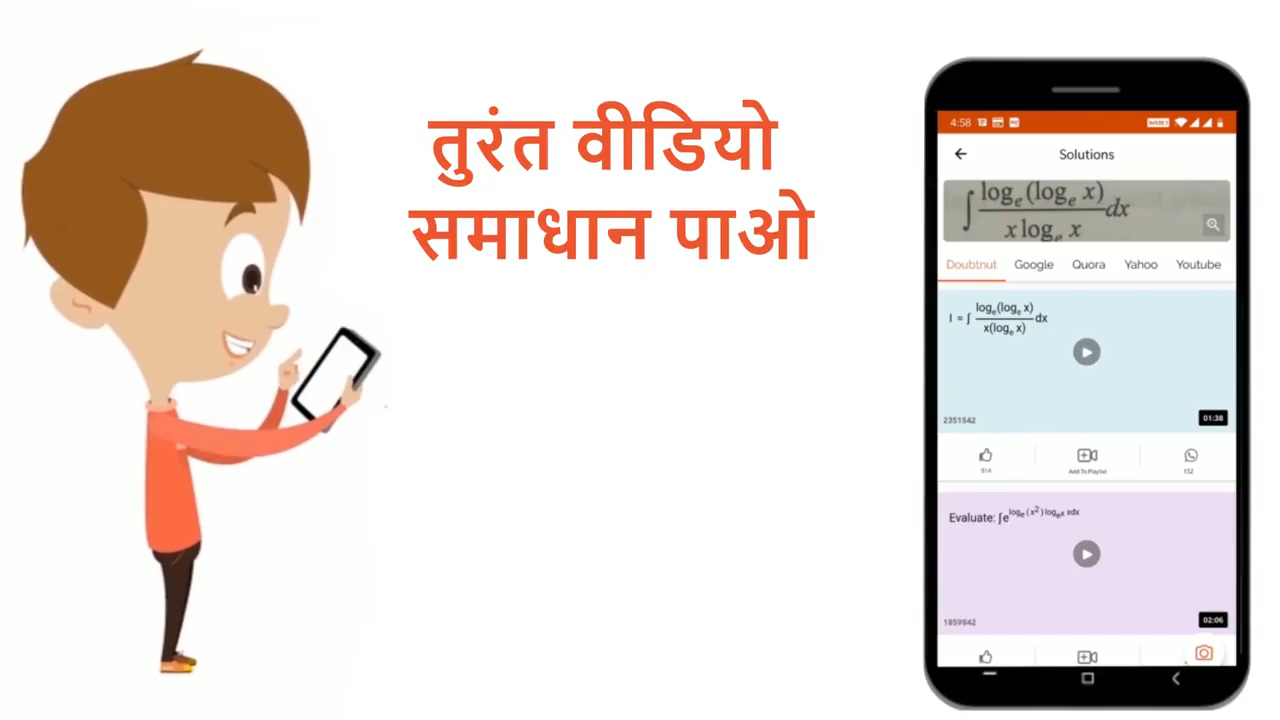 तुरंत वीडियो
समाधान पाओ
4:58
Solutions
∫ logₑ(logₑ x) / x logₑ x dx
Doubtnut Google Quora Yahoo Youtube
I = ∫ logₑ(logₑ x) / x(logₑ x) dx
2351542 01:38
914 Add To Playlist 152
Evaluate: ∫e^logₑ(x²) logₑx xdx
1859842 02:06